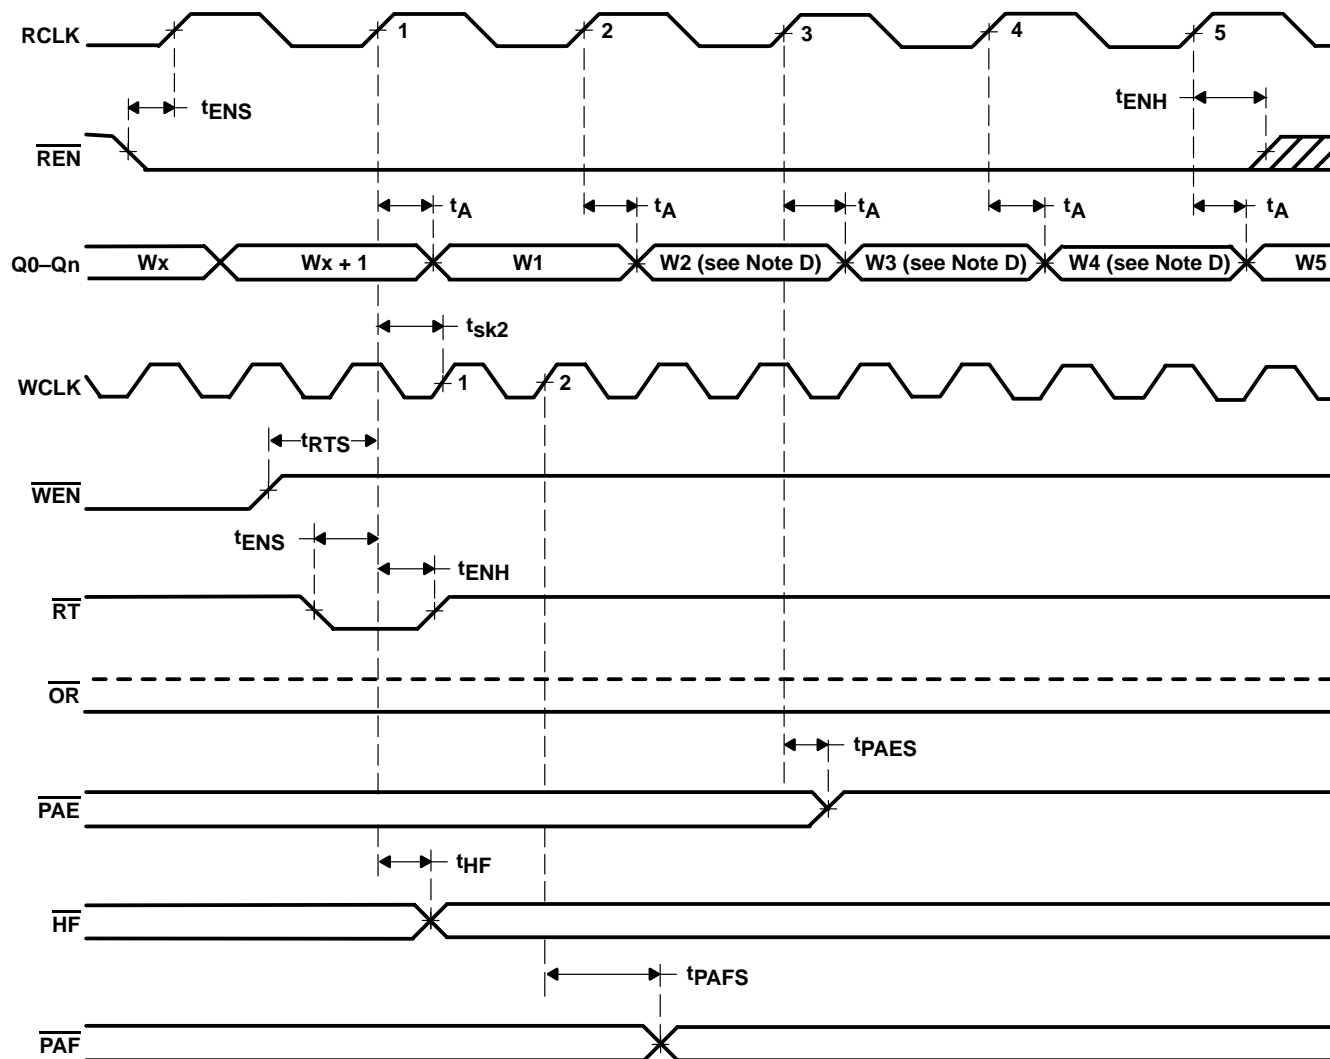 RCLK 1 2 3 4 5
tENS tENH
REN
tA tA tA tA tA
Q0–Qn Wx Wx + 1 W1 W2 (see Note D) W3 (see Note D) W4 (see Note D) W5
tsk2
WCLK 1 2
tRTS
WEN
tENS
tENH
RT
OR
tPAES
PAE
tHF
HF
tPAFS
PAF